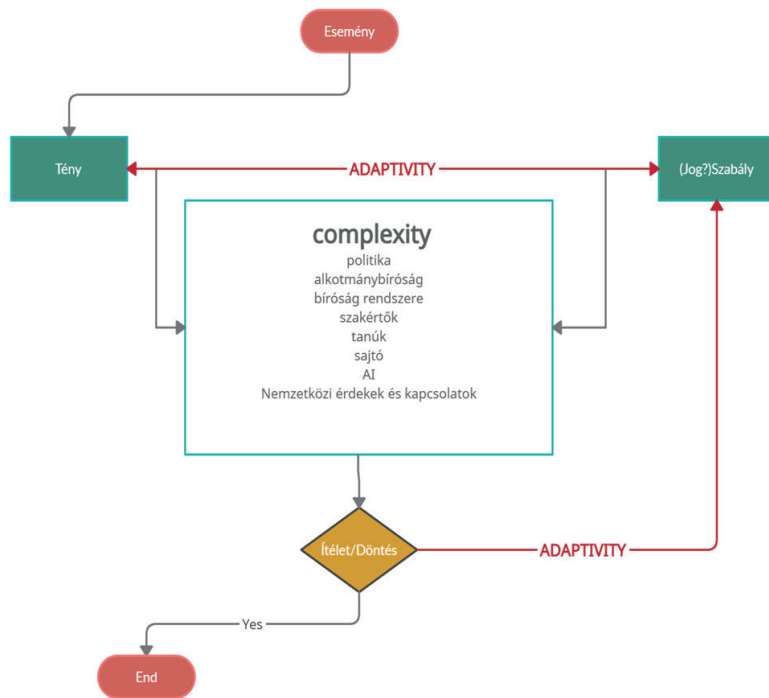 Esemény
Tény
ADAPTIVITY
(Jog?)Szabály
complexity
politika
alkotmánybíróság
bíróság rendszere
szakértők
tanúk
sajtó
AI
Nemzetközi érdekek és kapcsolatok
Ítélet/Döntés
ADAPTIVITY
Yes
End